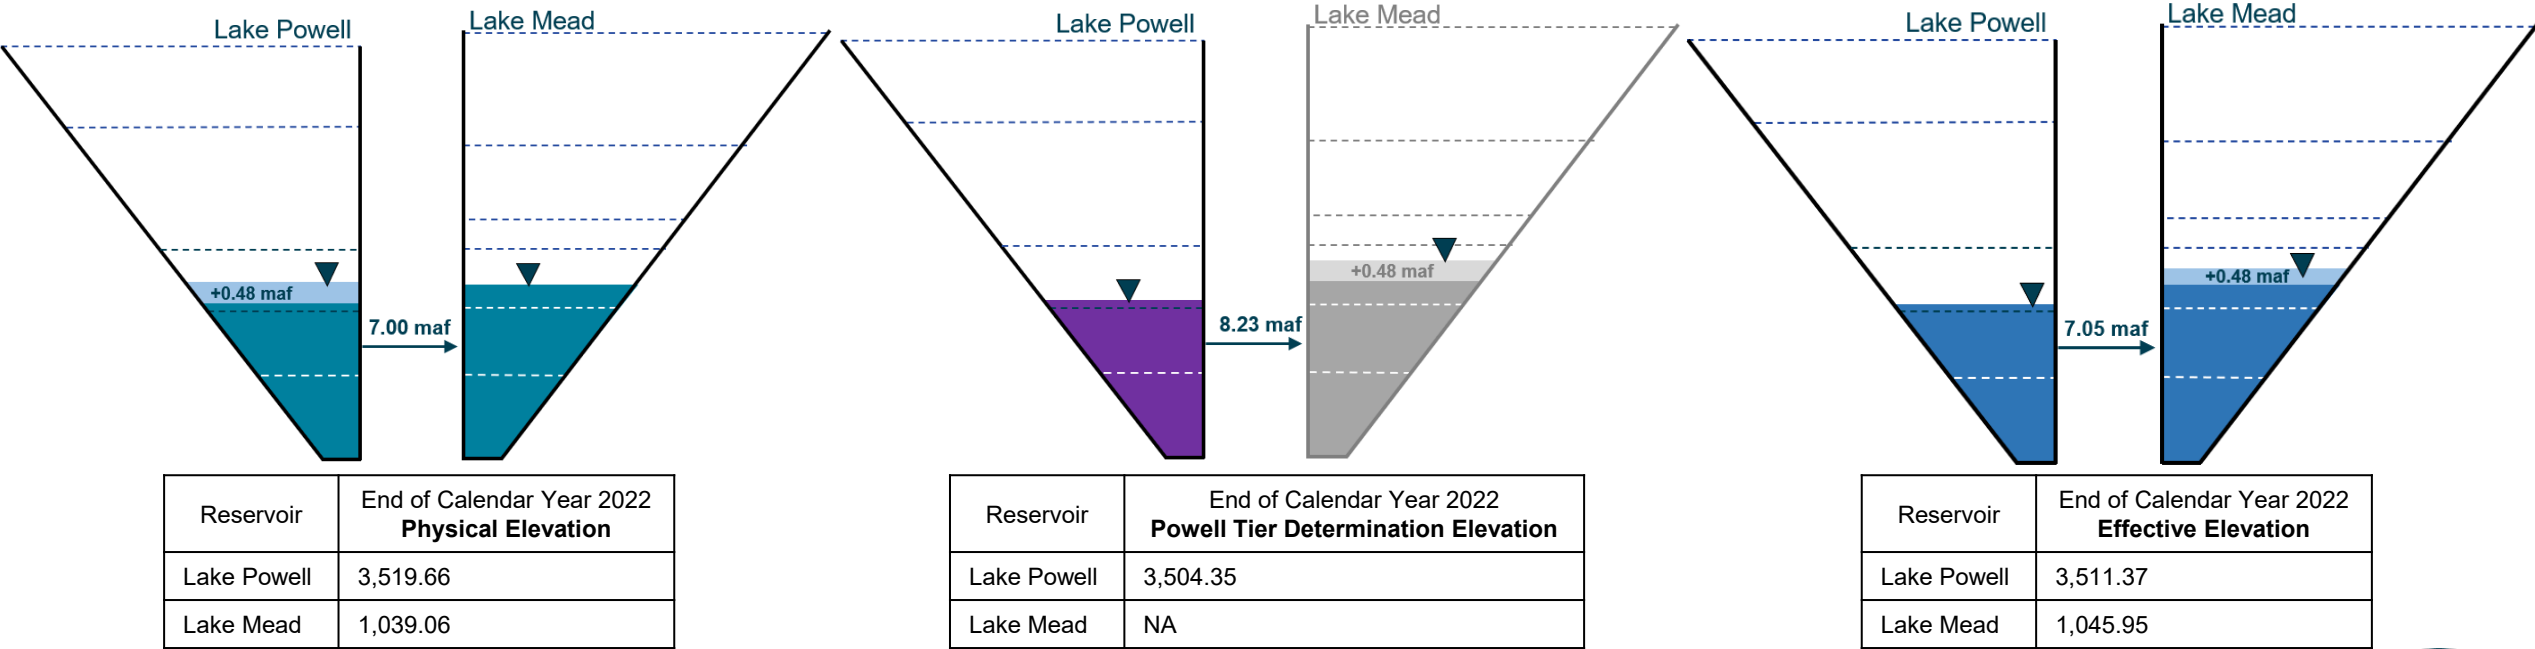 Lake Powell
Lake Mead
+0.48 maf
7.00 maf
Reservoir
End of Calendar Year 2022
Physical Elevation
Lake Powell
3,519.66
Lake Mead
1,039.06
Lake Powell
Lake Mead
+0.48 maf
8.23 maf
Reservoir
End of Calendar Year 2022
Powell Tier Determination Elevation
Lake Powell
3,504.35
Lake Mead
NA
Lake Powell
Lake Mead
+0.48 maf
7.05 maf
Reservoir
End of Calendar Year 2022
Effective Elevation
Lake Powell
3,511.37
Lake Mead
1,045.95